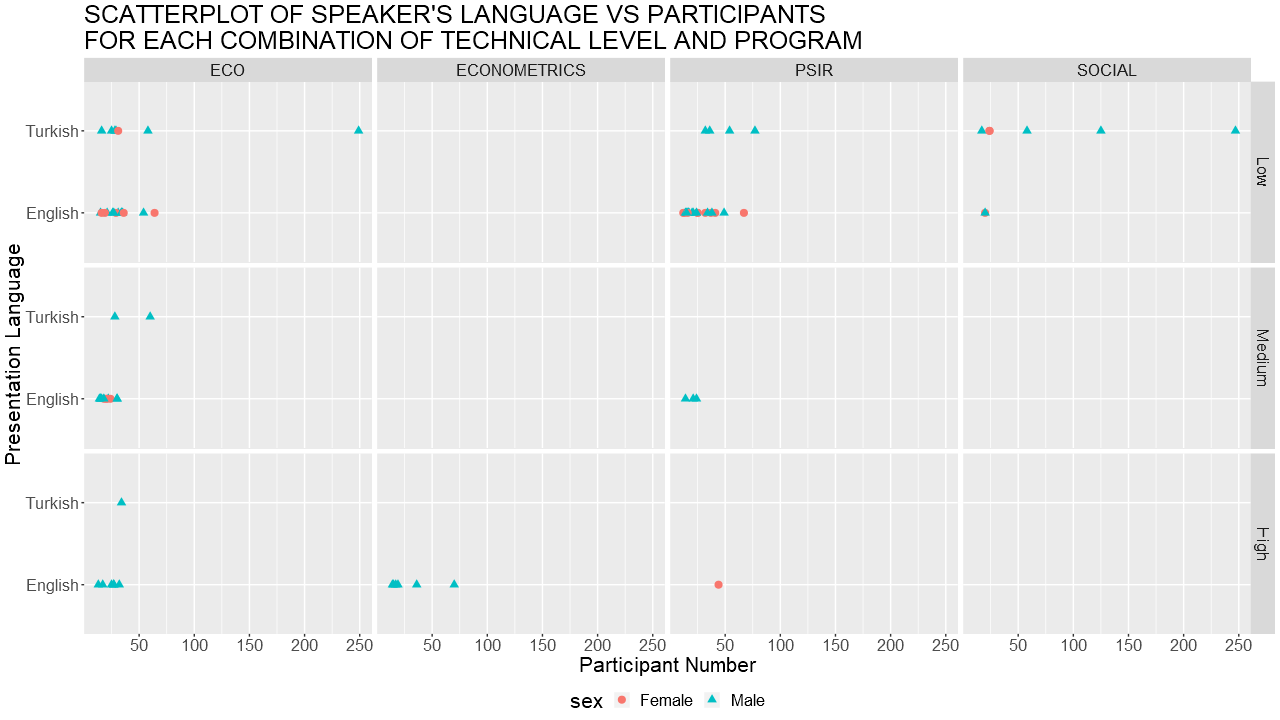 SCATTERPLOT OF SPEAKER'S LANGUAGE VS PARTICIPANTS
FOR EACH COMBINATION OF TECHNICAL LEVEL AND PROGRAM
ECO ECONOMETRICS PSIR SOCIAL
Turkish
English
Low
Turkish
English
Medium
Turkish
English
High
Presentation Language
50 100 150 200 250 50 100 150 200 250 50 100 150 200 250 50 100 150 200 250
Participant Number
sex Female Male